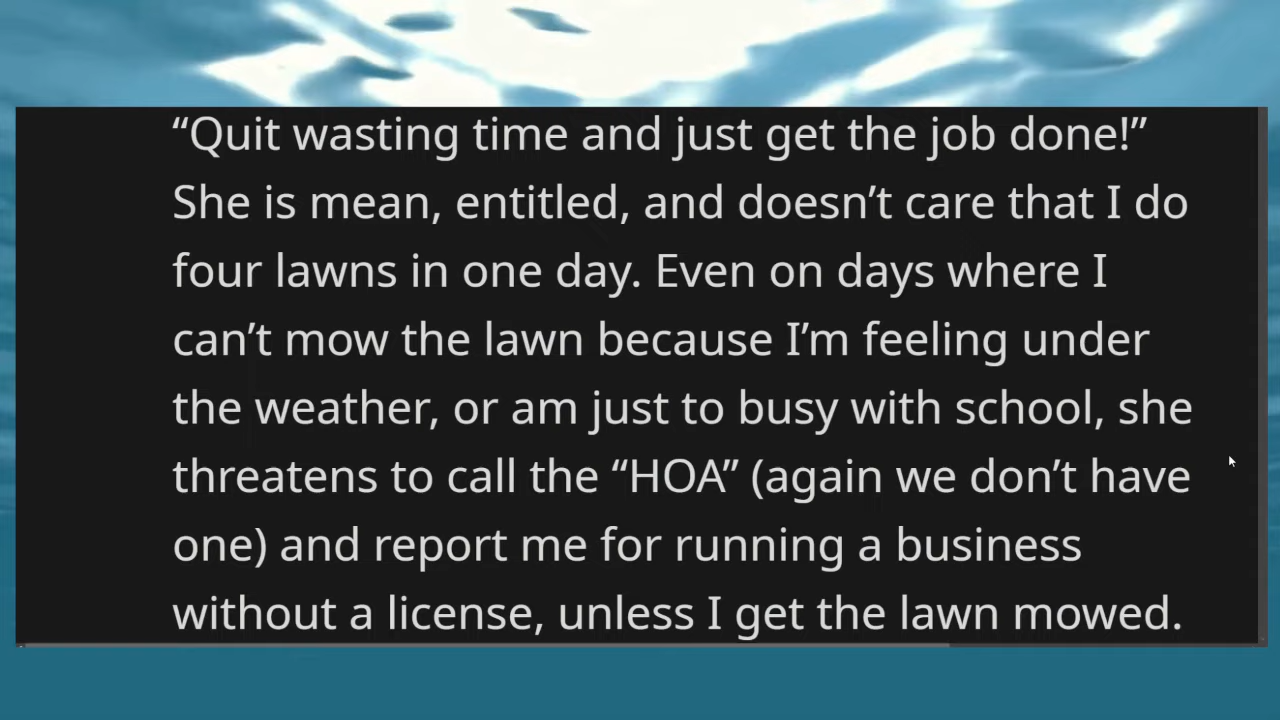 “Quit wasting time and just get the job done!”
She is mean, entitled, and doesn’t care that I do
four lawns in one day. Even on days where I
can’t mow the lawn because I’m feeling under
the weather, or am just to busy with school, she
threatens to call the “HOA” (again we don’t have
one) and report me for running a business
without a license, unless I get the lawn mowed.